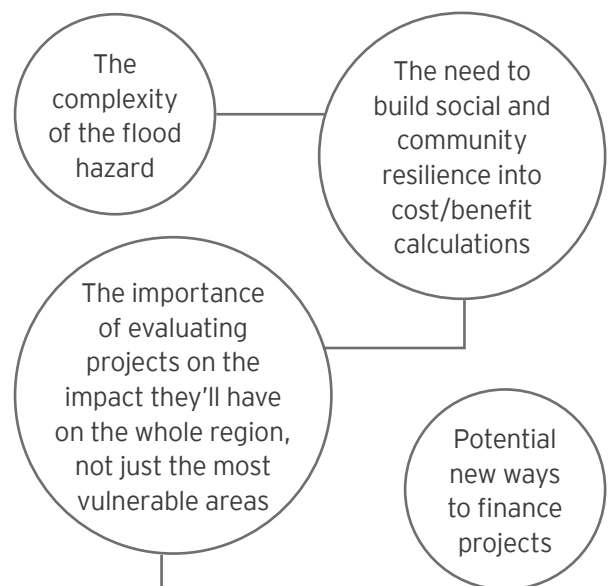 The
complexity
of the flood
hazard
The need to
build social and
community
resilience into
cost/benefit
calculations
The importance
of evaluating
projects on the
impact they'll have
on the whole region,
not just the most
vulnerable areas
Potential
new ways
to finance
projects